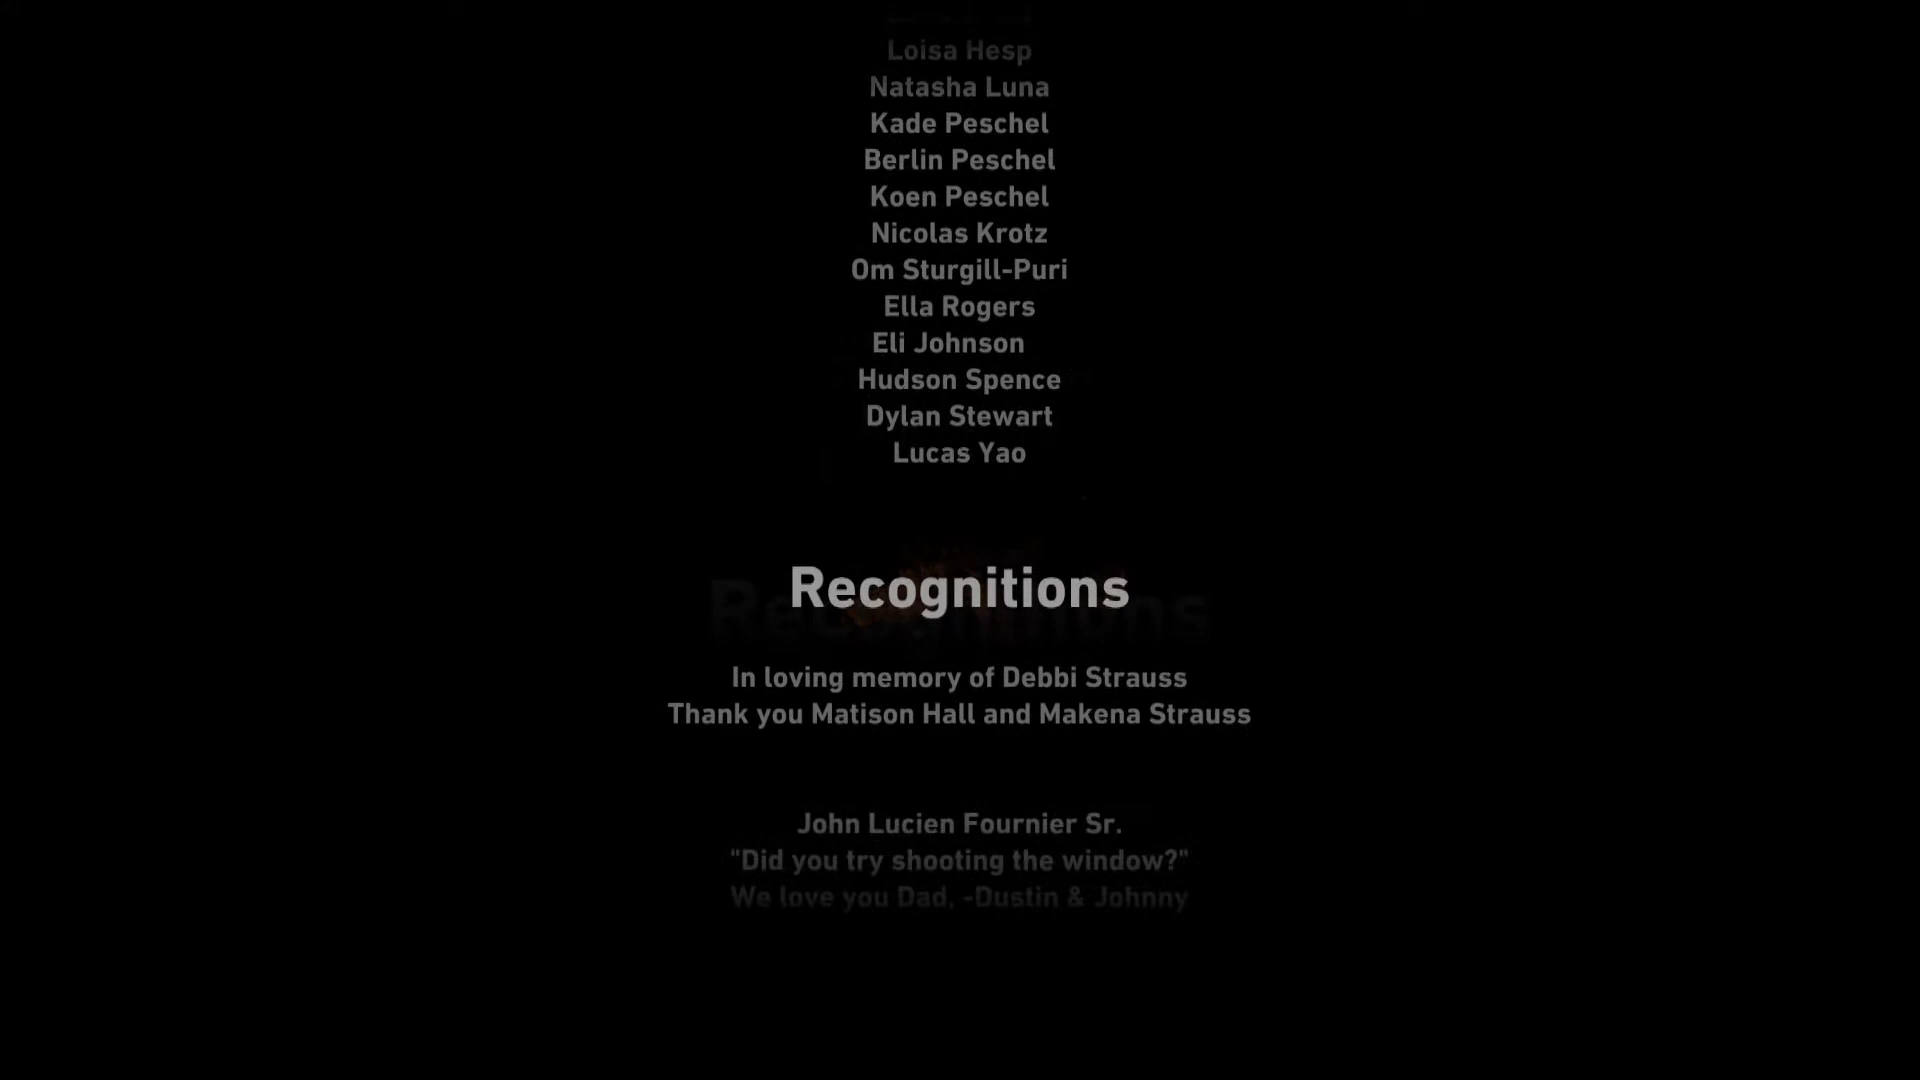 Loisa Hesp
Natasha Luna
Kade Peschel
Berlin Peschel
Koen Peschel
Nicolas Krotz
Om Sturgill-Puri
Ella Rogers
Eli Johnson
Hudson Spence
Dylan Stewart
Lucas Yao
Recognitions
In loving memory of Debbi Strauss
Thank you Matison Hall and Makena Strauss
John Lucien Fournier Sr.
"Did you try shooting the window?"
We love you Dad, -Dustin & Johnny